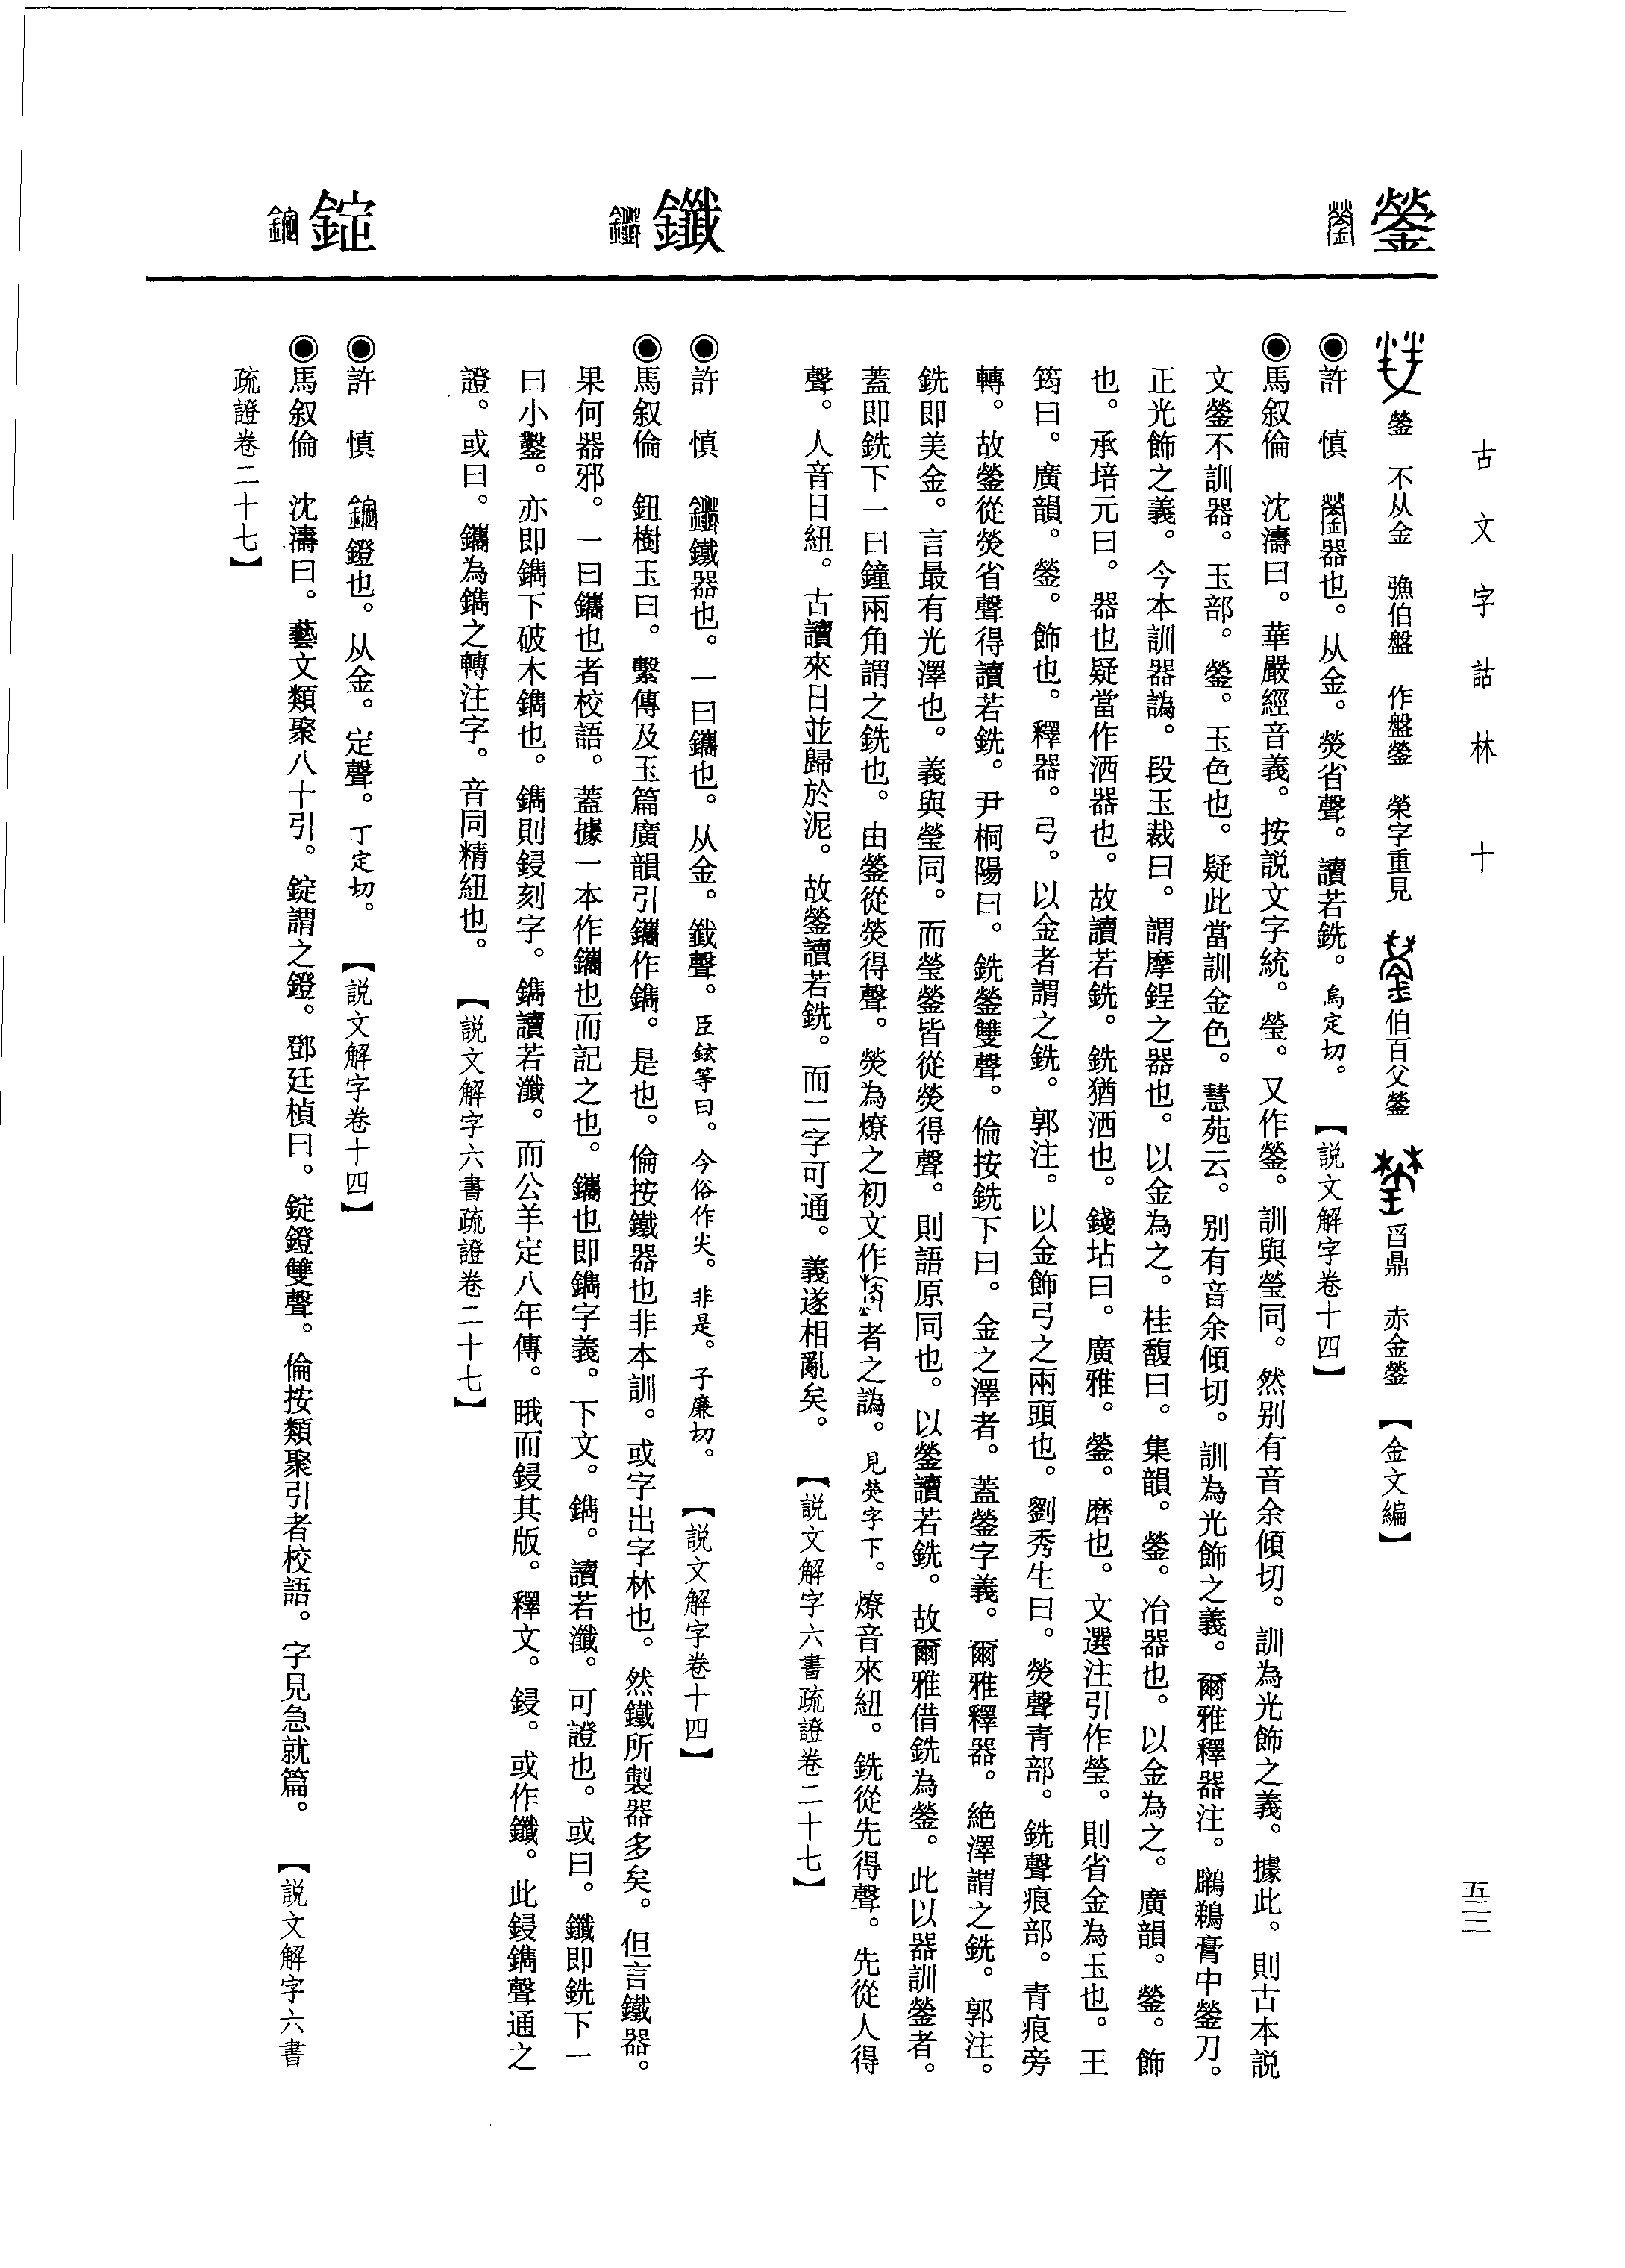 古文字詁林 十
五二二
鎣
鎣 不从金 㢭伯盤 作盤鎣 榮字重見 伯百父鎣 𠭯鼎 赤金鎣 【金文編】
◉許 慎 器也。从金。熒省聲。讀若銑。烏定切。 【説文解字卷十四】
◉馬叙倫 沈濤曰。華嚴經音義。按説文字統。瑩。又作鎣。訓與瑩同。然别有音余傾切。訓為光飾之義。據此。則古本説
文鎣不訓器。玉部。鎣。玉色也。疑此當訓金色。慧苑云。别有音余傾切。訓為光飾之義。爾雅釋器注。鷿鵜膏中鎣刀。
正光飾之義。今本訓器譌。段玉裁曰。謂摩鋥之器也。以金為之。桂馥曰。集韻。鎣。冶器也。以金為之。廣韻。鎣。飾
也。承培元曰。器也疑當作洒器也。故讀若銑。銑猶洒也。錢坫曰。廣雅。鎣。磨也。文選注引作瑩。則省金為玉也。王
筠曰。廣韻。鎣。飾也。釋器。弓。以金者謂之銑。郭注。以金飾弓之兩頭也。劉秀生曰。熒聲青部。銑聲痕部。青痕旁
轉。故鎣從熒省聲得讀若銑。尹桐陽曰。銑鎣雙聲。倫按銑下曰。金之澤者。蓋鎣字義。爾雅釋器。絶澤謂之銑。郭注。
銑即美金。言最有光澤也。義與瑩同。而瑩鎣皆從熒得聲。則語原同也。以鎣讀若銑。故爾雅借銑為鎣。此以器訓鎣者。
蓋即銑下一曰鐘兩角謂之銑也。由鎣從熒得聲。熒為燎之初文作者之譌。見熒字下。燎音來紐。銑從先得聲。先從人得
聲。人音日紐。古讀來日並歸於泥。故鎣讀若銑。而二字可通。義遂相亂矣。 【説文解字六書疏證卷二十七】
鑯
◉許 慎 鐵器也。一曰鑴也。从金。韱聲。臣鉉等曰。今俗作尖。非是。子廉切。 【説文解字卷十四】
◉馬叙倫 鈕樹玉曰。繫傳及玉篇廣韻引鑴作鐫。是也。倫按鐵器也非本訓。或字出字林也。然鐵所製器多矣。但言鐵器。
果何器邪。一曰鑴也者校語。蓋據一本作鑴也而記之也。鑴也即鐫字義。下文。鐫。讀若瀸。可證也。或曰。鑯即銑下一
曰小鑿。亦即鐫下破木鐫也。鐫則鋟刻字。鐫讀若瀸。而公羊定八年傳。睋而鋟其版。釋文。鋟。或作鑯。此鋟鐫聲通之
證。或曰。鑴為鐫之轉注字。音同精紐也。 【説文解字六書疏證卷二十七】
錠
◉許 慎 鐙也。从金。定聲。丁定切。 【説文解字卷十四】
◉馬叙倫 沈濤曰。藝文類聚八十引。錠謂之鐙。鄧廷楨曰。錠鐙雙聲。倫按類聚引者校語。字見急就篇。 【説文解字六書
疏證卷二十七】